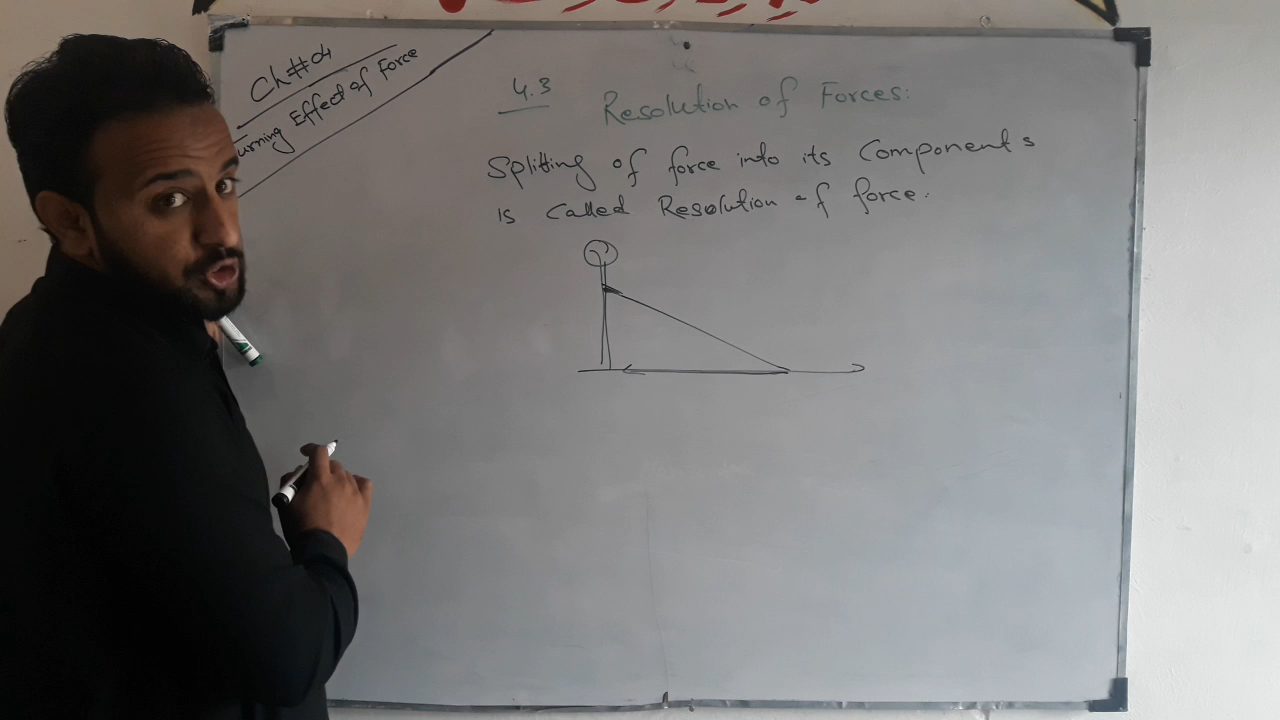 Ch#04
urning Effect of Force
4.3 Resolution of Forces:
Splitting of force into its Components
is called Resolution of force.